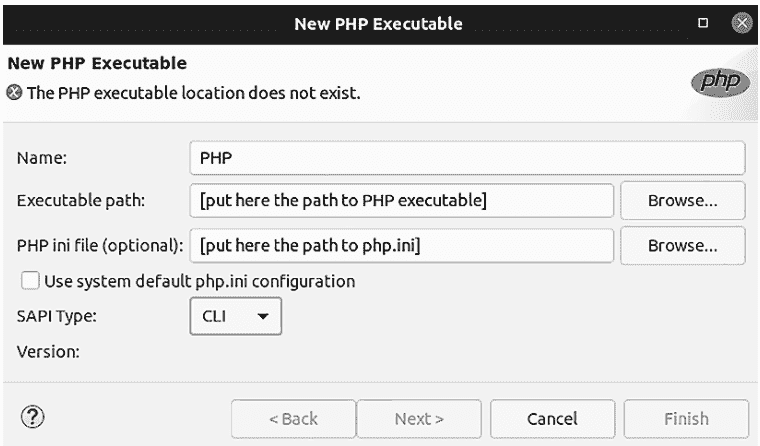 New PHP Executable
New PHP Executable
The PHP executable location does not exist.
php
Name: PHP
Executable path: [put here the path to PHP executable] Browse...
PHP ini file (optional): [put here the path to php.ini] Browse...
Use system default php.ini configuration
SAPI Type: CLI
Version:
? < Back Next > Cancel Finish